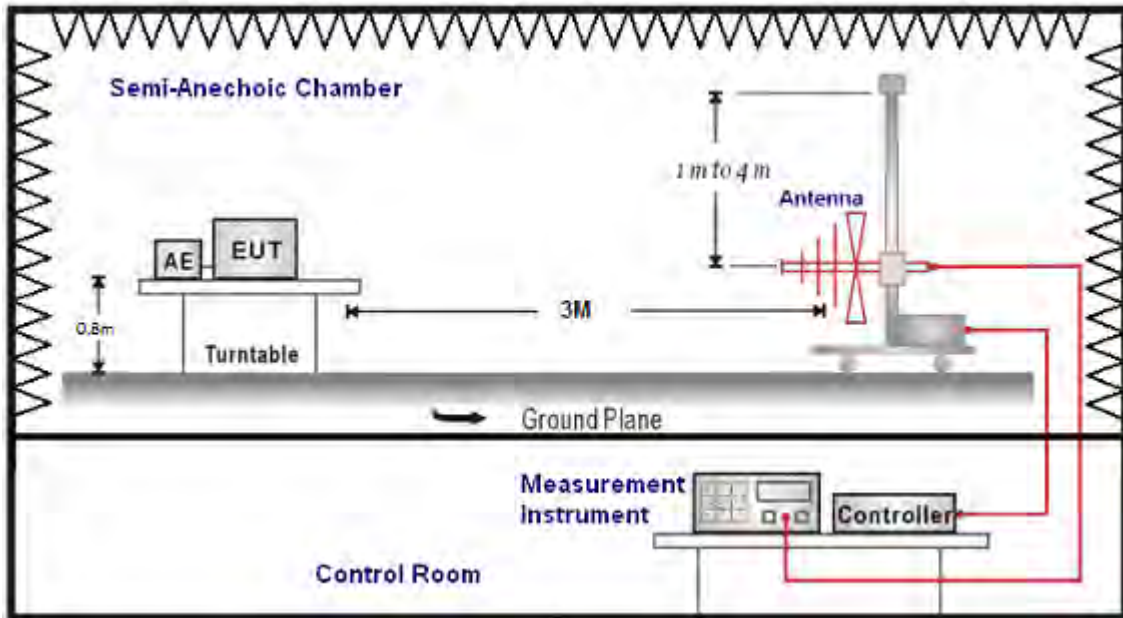 Semi-Anechoic Chamber
1 m to 4 m
Antenna
AE
EUT
3M
0.8m
Turntable
Ground Plane
Measurement
Instrument
Controller
Control Room